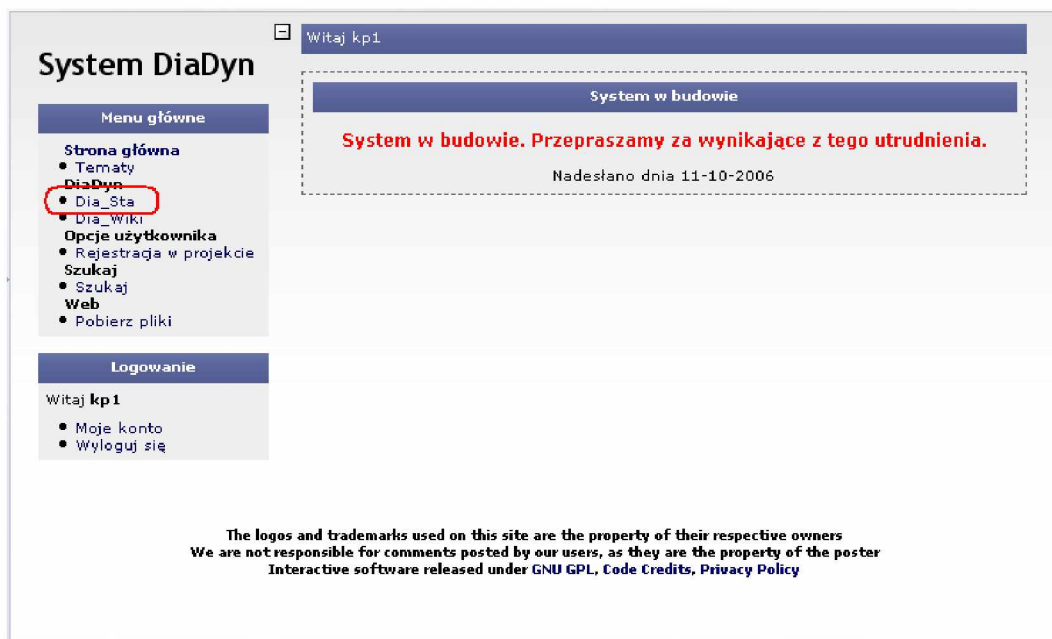 System DiaDyn
Menu główne
Strona główna
Tematy
DiaDyn
Dia_Sta
Dia_Wiki
Opcje użytkownika
Rejestracja w projekcie
Szukaj
Szukaj
Web
Pobierz pliki
Logowanie
Witaj kp1
Moje konto
Wyloguj się
Witaj kp1
System w budowie
System w budowie. Przepraszamy za wynikające z tego utrudnienia.
Nadesłano dnia 11-10-2006
The logos and trademarks used on this site are the property of their respective owners
We are not responsible for comments posted by our users, as they are the property of the poster
Interactive software released under GNU GPL, Code Credits, Privacy Policy